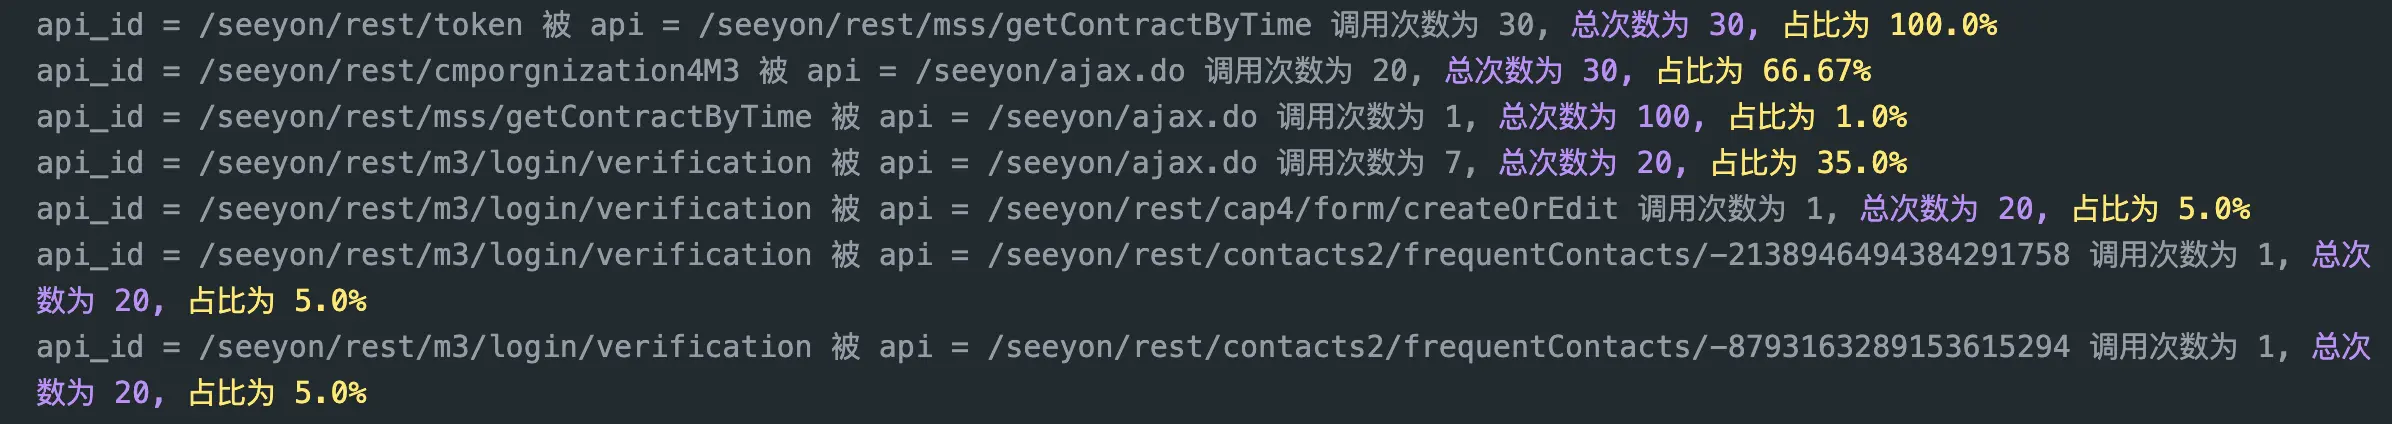 api_id = /seeyon/rest/token 被 api = /seeyon/rest/mss/getContractByTime 调用次数为 30, 总次数为 30, 占比为 100.0%
api_id = /seeyon/rest/cmporgnization4M3 被 api = /seeyon/ajax.do 调用次数为 20, 总次数为 30, 占比为 66.67%
api_id = /seeyon/rest/mss/getContractByTime 被 api = /seeyon/ajax.do 调用次数为 1, 总次数为 100, 占比为 1.0%
api_id = /seeyon/rest/m3/login/verification 被 api = /seeyon/ajax.do 调用次数为 7, 总次数为 20, 占比为 35.0%
api_id = /seeyon/rest/m3/login/verification 被 api = /seeyon/rest/cap4/form/createOrEdit 调用次数为 1, 总次数为 20, 占比为 5.0%
api_id = /seeyon/rest/m3/login/verification 被 api = /seeyon/rest/contacts2/frequentContacts/-2138946494384291758 调用次数为 1, 总次
数为 20, 占比为 5.0%
api_id = /seeyon/rest/m3/login/verification 被 api = /seeyon/rest/contacts2/frequentContacts/-8793163289153615294 调用次数为 1, 总次
数为 20, 占比为 5.0%